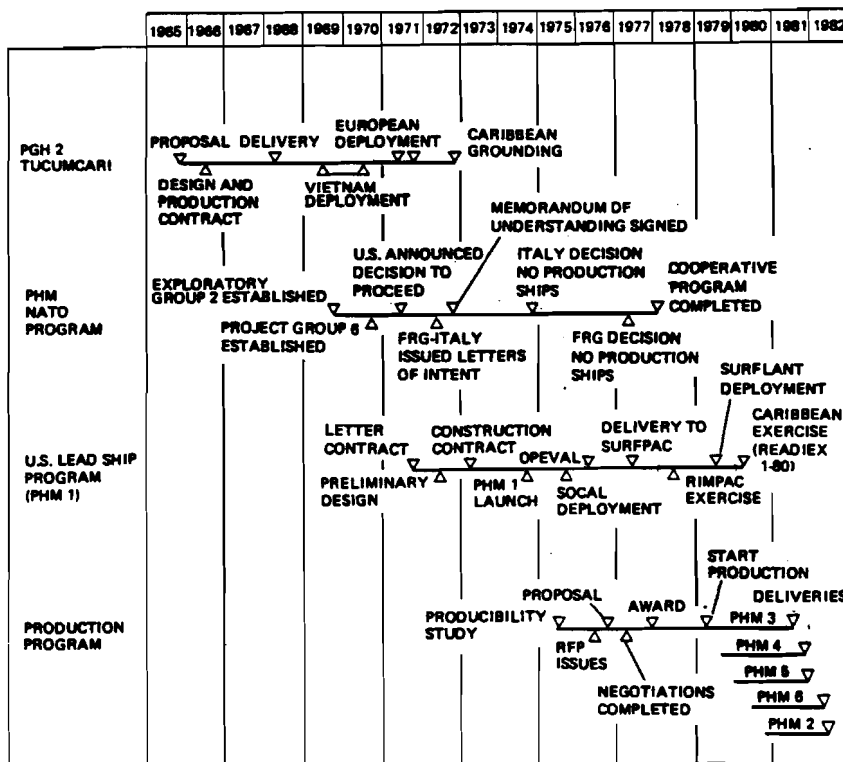 1965 1966 1967 1968 1969 1970 1971 1972 1973 1974 1975 1976 1977 1978 1979 1980 1981 1982
PGH 2
TUCUMCARI
PROPOSAL
DELIVERY
EUROPEAN
DEPLOYMENT
CARIBBEAN
GROUNDING
DESIGN AND
PRODUCTION
CONTRACT
VIETNAM
DEPLOYMENT
PHM
NATO
PROGRAM
EXPLORATORY
GROUP 2 ESTABLISHED
U.S. ANNOUNCED
DECISION TO
PROCEED
MEMORANDUM OF
UNDERSTANDING SIGNED
ITALY DECISION
NO PRODUCTION
SHIPS
COOPERATIVE
PROGRAM
COMPLETED
PROJECT GROUP 6
ESTABLISHED
FRG-ITALY
ISSUED LETTERS
OF INTENT
FRG DECISION
NO PRODUCTION
SHIPS
U.S. LEAD SHIP
PROGRAM
(PHM 1)
LETTER
CONTRACT
CONSTRUCTION
CONTRACT
OPEVAL
DELIVERY TO
SURFPAC
SURFLANT
DEPLOYMENT
CARIBBEAN
EXERCISE
(READIEX
1-80)
PRELIMINARY
DESIGN
PHM 1
LAUNCH
SOCAL
DEPLOYMENT
RIMPAC
EXERCISE
PRODUCTION
PROGRAM
PRODUCIBILITY
STUDY
PROPOSAL
AWARD
START
PRODUCTION
DELIVERIES
RFP
ISSUES
NEGOTIATIONS
COMPLETED
PHM 3
PHM 4
PHM 5
PHM 6
PHM 2